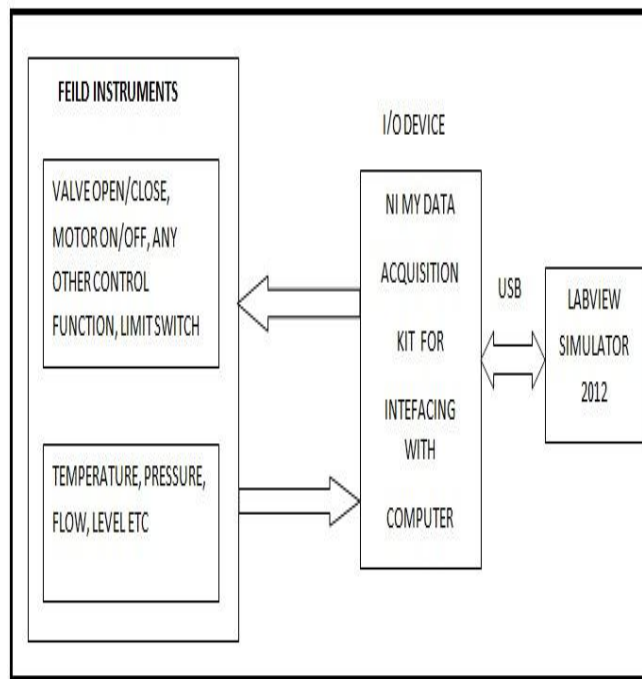 FEILD INSTRUMENTS
VALVE OPEN/CLOSE,
MOTOR ON/OFF, ANY
OTHER CONTROL
FUNCTION, LIMIT SWITCH
TEMPERATURE, PRESSURE,
FLOW, LEVEL ETC
I/O DEVICE
NI MY DATA
ACQUISITION
KIT FOR
INTEFACING
WITH
COMPUTER
USB
LABVIEW
SIMULATOR
2012